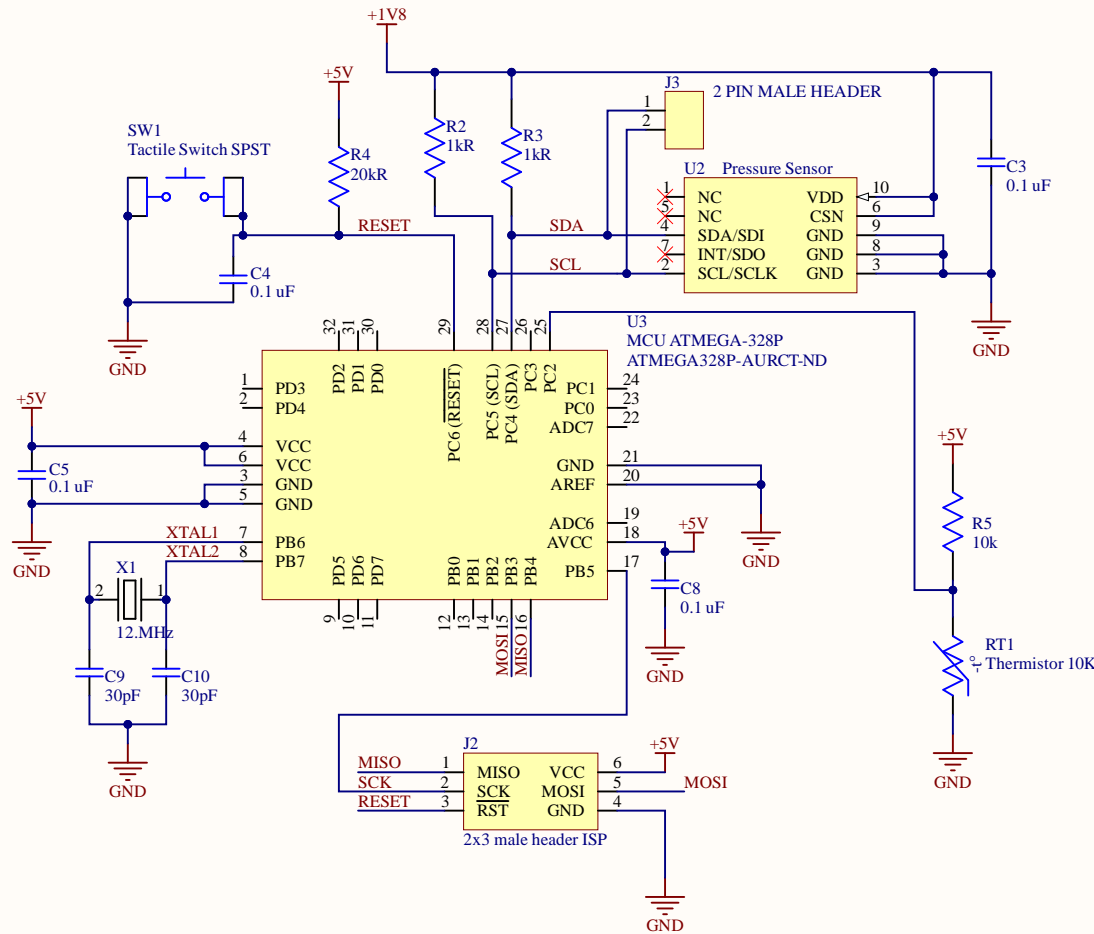 +1V8
+5V
J3
2 PIN MALE HEADER
1
2
SW1
Tactile Switch SPST
R4
20kR
R2
1kR
R3
1kR
C3
0.1 uF
U2 Pressure Sensor
1 NC VDD 10
5 NC CSN 6
4 SDA/SDI GND 9
7 INT/SDO GND 8
2 SCL/SCLK GND 3
RESET
SDA
SCL
C4
0.1 uF
GND
GND
32 31 30 29 28 27 26 25
U3
MCU ATMEGA-328P
ATMEGA328P-AURCT-ND
PD2 PD1 PD0 PC6 (RESET) PC5 (SCL) PC4 (SDA) PC3 PC2
1 PD3
2 PD4
4 VCC
6 VCC
3 GND
5 GND
7 PB6
8 PB7
PC1 24
PC0 23
ADC7 22
GND 21
AREF 20
ADC6 19
AVCC 18
PB5 17
PD5 PD6 PD7 PB0 PB1 PB2 PB3 PB4
9 10 11 12 13 14 15 16
MOSI MISO
+5V
C5
0.1 uF
GND
XTAL1
XTAL2
X1
2 1
12.MHz
C9
30pF
C10
30pF
GND
GND
+5V
C8
0.1 uF
GND
+5V
R5
10k
RT1
Thermistor 10K
-t°
GND
J2
+5V
MISO 1 MISO VCC 6
SCK 2 SCK MOSI 5 MOSI
RESET 3 RST GND 4
2x3 male header ISP
GND